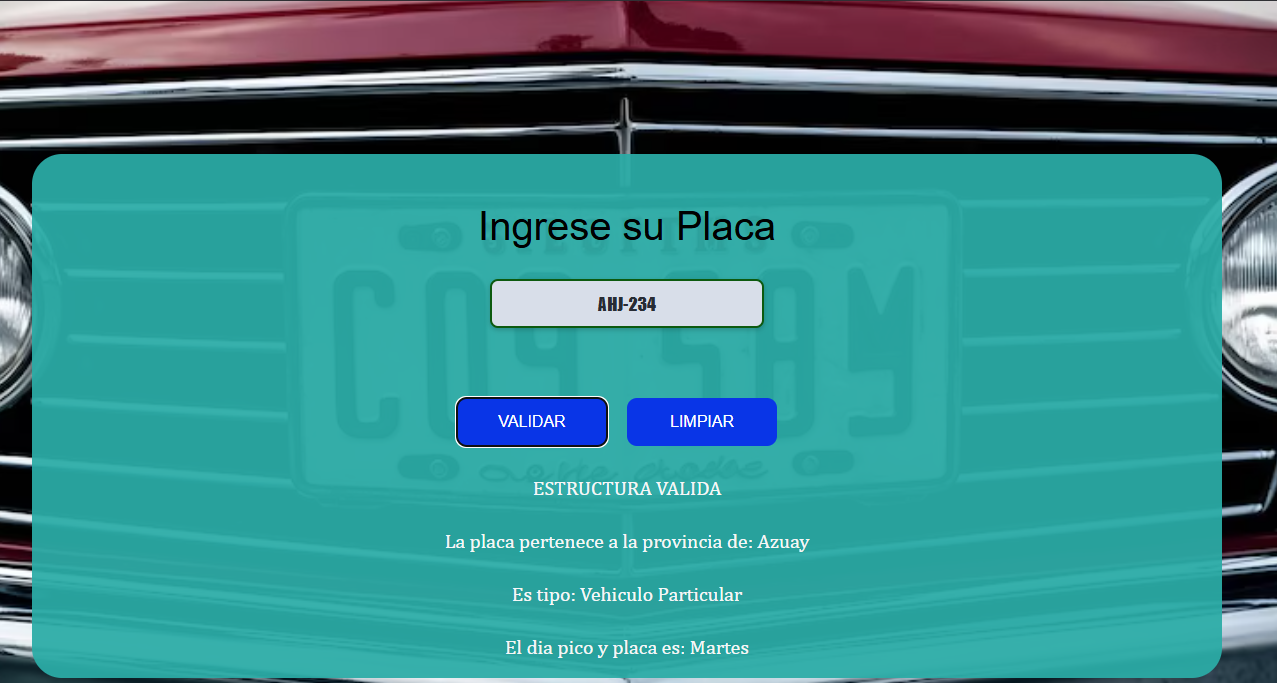 Ingrese su Placa
AHJ-234
VALIDAR LIMPIAR
ESTRUCTURA VALIDA
La placa pertenece a la provincia de: Azuay
Es tipo: Vehiculo Particular
El dia pico y placa es: Martes